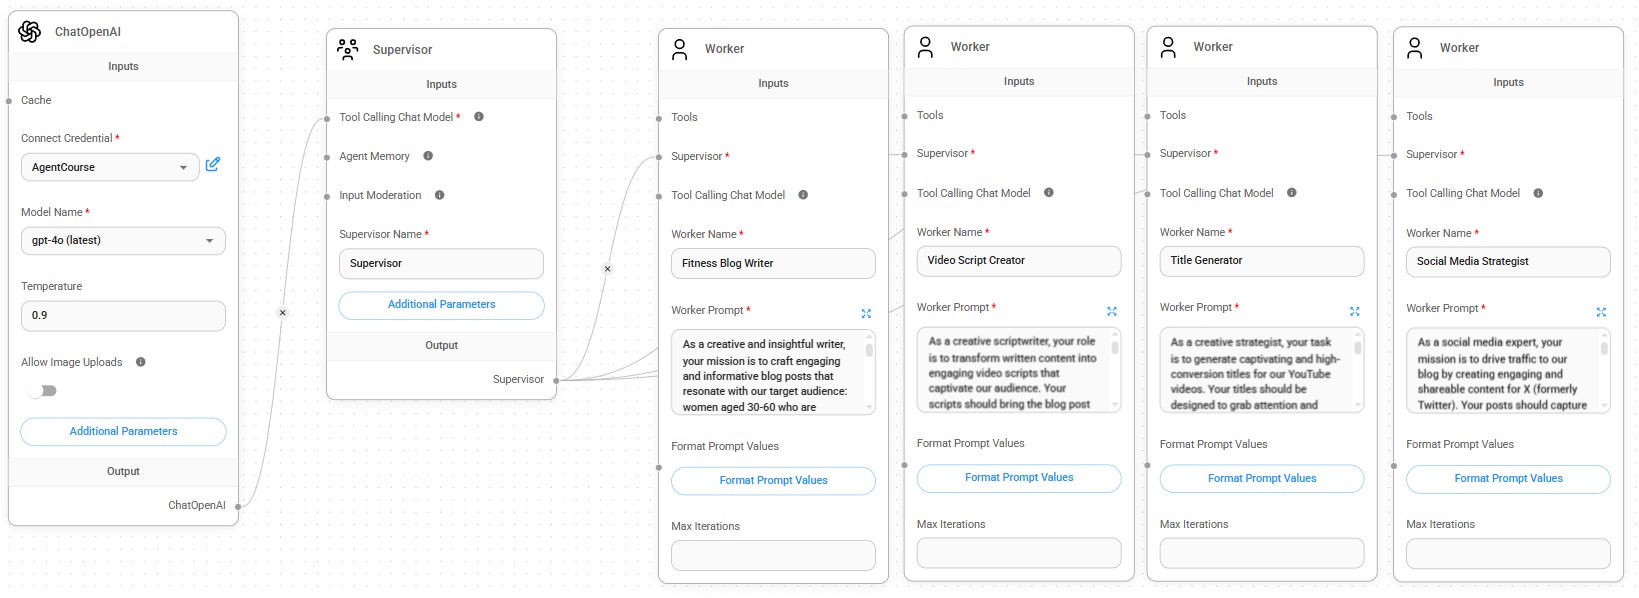 ChatOpenAI
Inputs
Cache
Connect Credential *
AgentCourse
Model Name *
gpt-4o (latest)
Temperature
0.9
Allow Image Uploads
Additional Parameters
Output
ChatOpenAI
Supervisor
Inputs
Tool Calling Chat Model *
Agent Memory
Input Moderation
Supervisor Name *
Supervisor
Additional Parameters
Output
Supervisor
Worker
Inputs
Tools
Supervisor *
Tool Calling Chat Model
Worker Name *
Fitness Blog Writer
Worker Prompt *
As a creative and insightful writer,
your mission is to craft engaging
and informative blog posts that
resonate with our target audience:
women aged 30-60 who are
Format Prompt Values
Format Prompt Values
Max Iterations
Worker
Inputs
Tools
Supervisor *
Tool Calling Chat Model
Worker Name *
Video Script Creator
Worker Prompt *
As a creative scriptwriter, your role
is to transform written content into
engaging video scripts that
captivate our audience. Your
scripts should bring the blog post
Format Prompt Values
Format Prompt Values
Max Iterations
Worker
Inputs
Tools
Supervisor *
Tool Calling Chat Model
Worker Name *
Title Generator
Worker Prompt *
As a creative strategist, your task
is to generate captivating and high-
conversion titles for our YouTube
videos. Your titles should be
designed to grab attention and
Format Prompt Values
Format Prompt Values
Max Iterations
Worker
Inputs
Tools
Supervisor *
Tool Calling Chat Model
Worker Name *
Social Media Strategist
Worker Prompt *
As a social media expert, your
mission is to drive traffic to our
blog by creating engaging and
shareable content for X (formerly
Twitter). Your posts should capture
Format Prompt Values
Format Prompt Values
Max Iterations